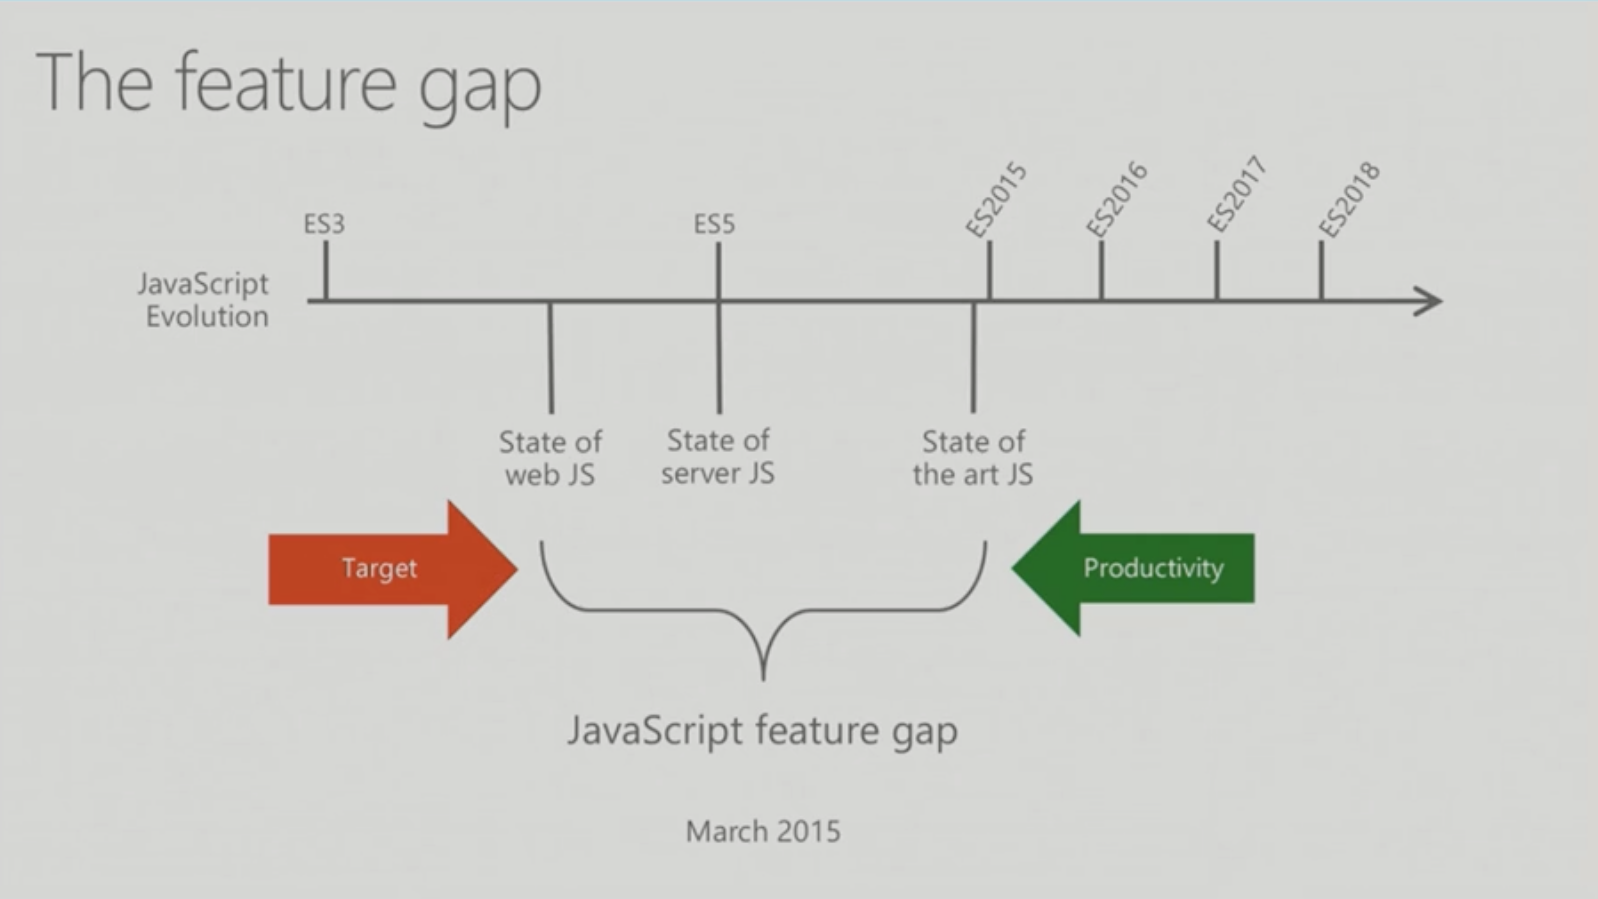 The feature gap
ES3
ES5
ES2015
ES2016
ES2017
ES2018
JavaScript
Evolution
State of
web JS
State of
server JS
State of
the art JS
Target
Productivity
JavaScript feature gap
March 2015